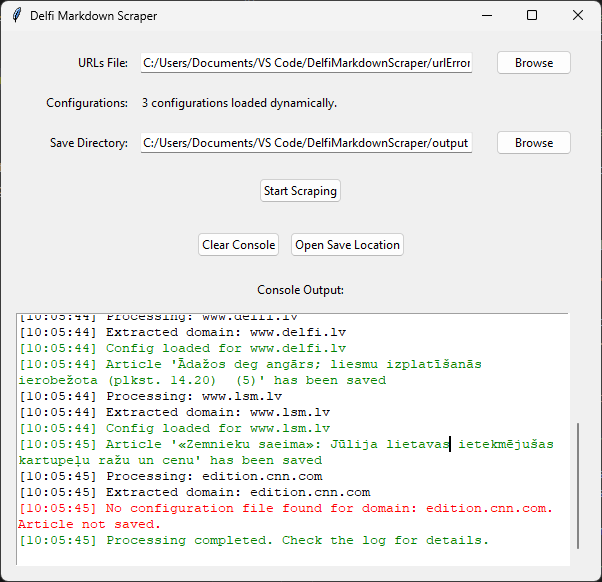 Delfi Markdown Scraper
URLs File: C:/Users/Documents/VS Code/DelfiMarkdownScraper/urlError Browse
Configurations: 3 configurations loaded dynamically.
Save Directory: C:/Users/Documents/VS Code/DelfiMarkdownScraper/output Browse
Start Scraping
Clear Console Open Save Location
Console Output:
[10:05:44] Processing: www.delfi.lv
[10:05:44] Extracted domain: www.delfi.lv
[10:05:44] Config loaded for www.delfi.lv
[10:05:44] Article 'Ādažos deg angārs; liesmu izplatīšanās
ierobežota (plkst. 14.20)  (5)' has been saved
[10:05:44] Processing: www.lsm.lv
[10:05:44] Extracted domain: www.lsm.lv
[10:05:44] Config loaded for www.lsm.lv
[10:05:45] Article '«Zemnieku saeima»: Jūlija lietavas ietekmējušas
kartupeļu ražu un cenu' has been saved
[10:05:45] Processing: edition.cnn.com
[10:05:45] Extracted domain: edition.cnn.com
[10:05:45] No configuration file found for domain: edition.cnn.com.
Article not saved.
[10:05:45] Processing completed. Check the log for details.